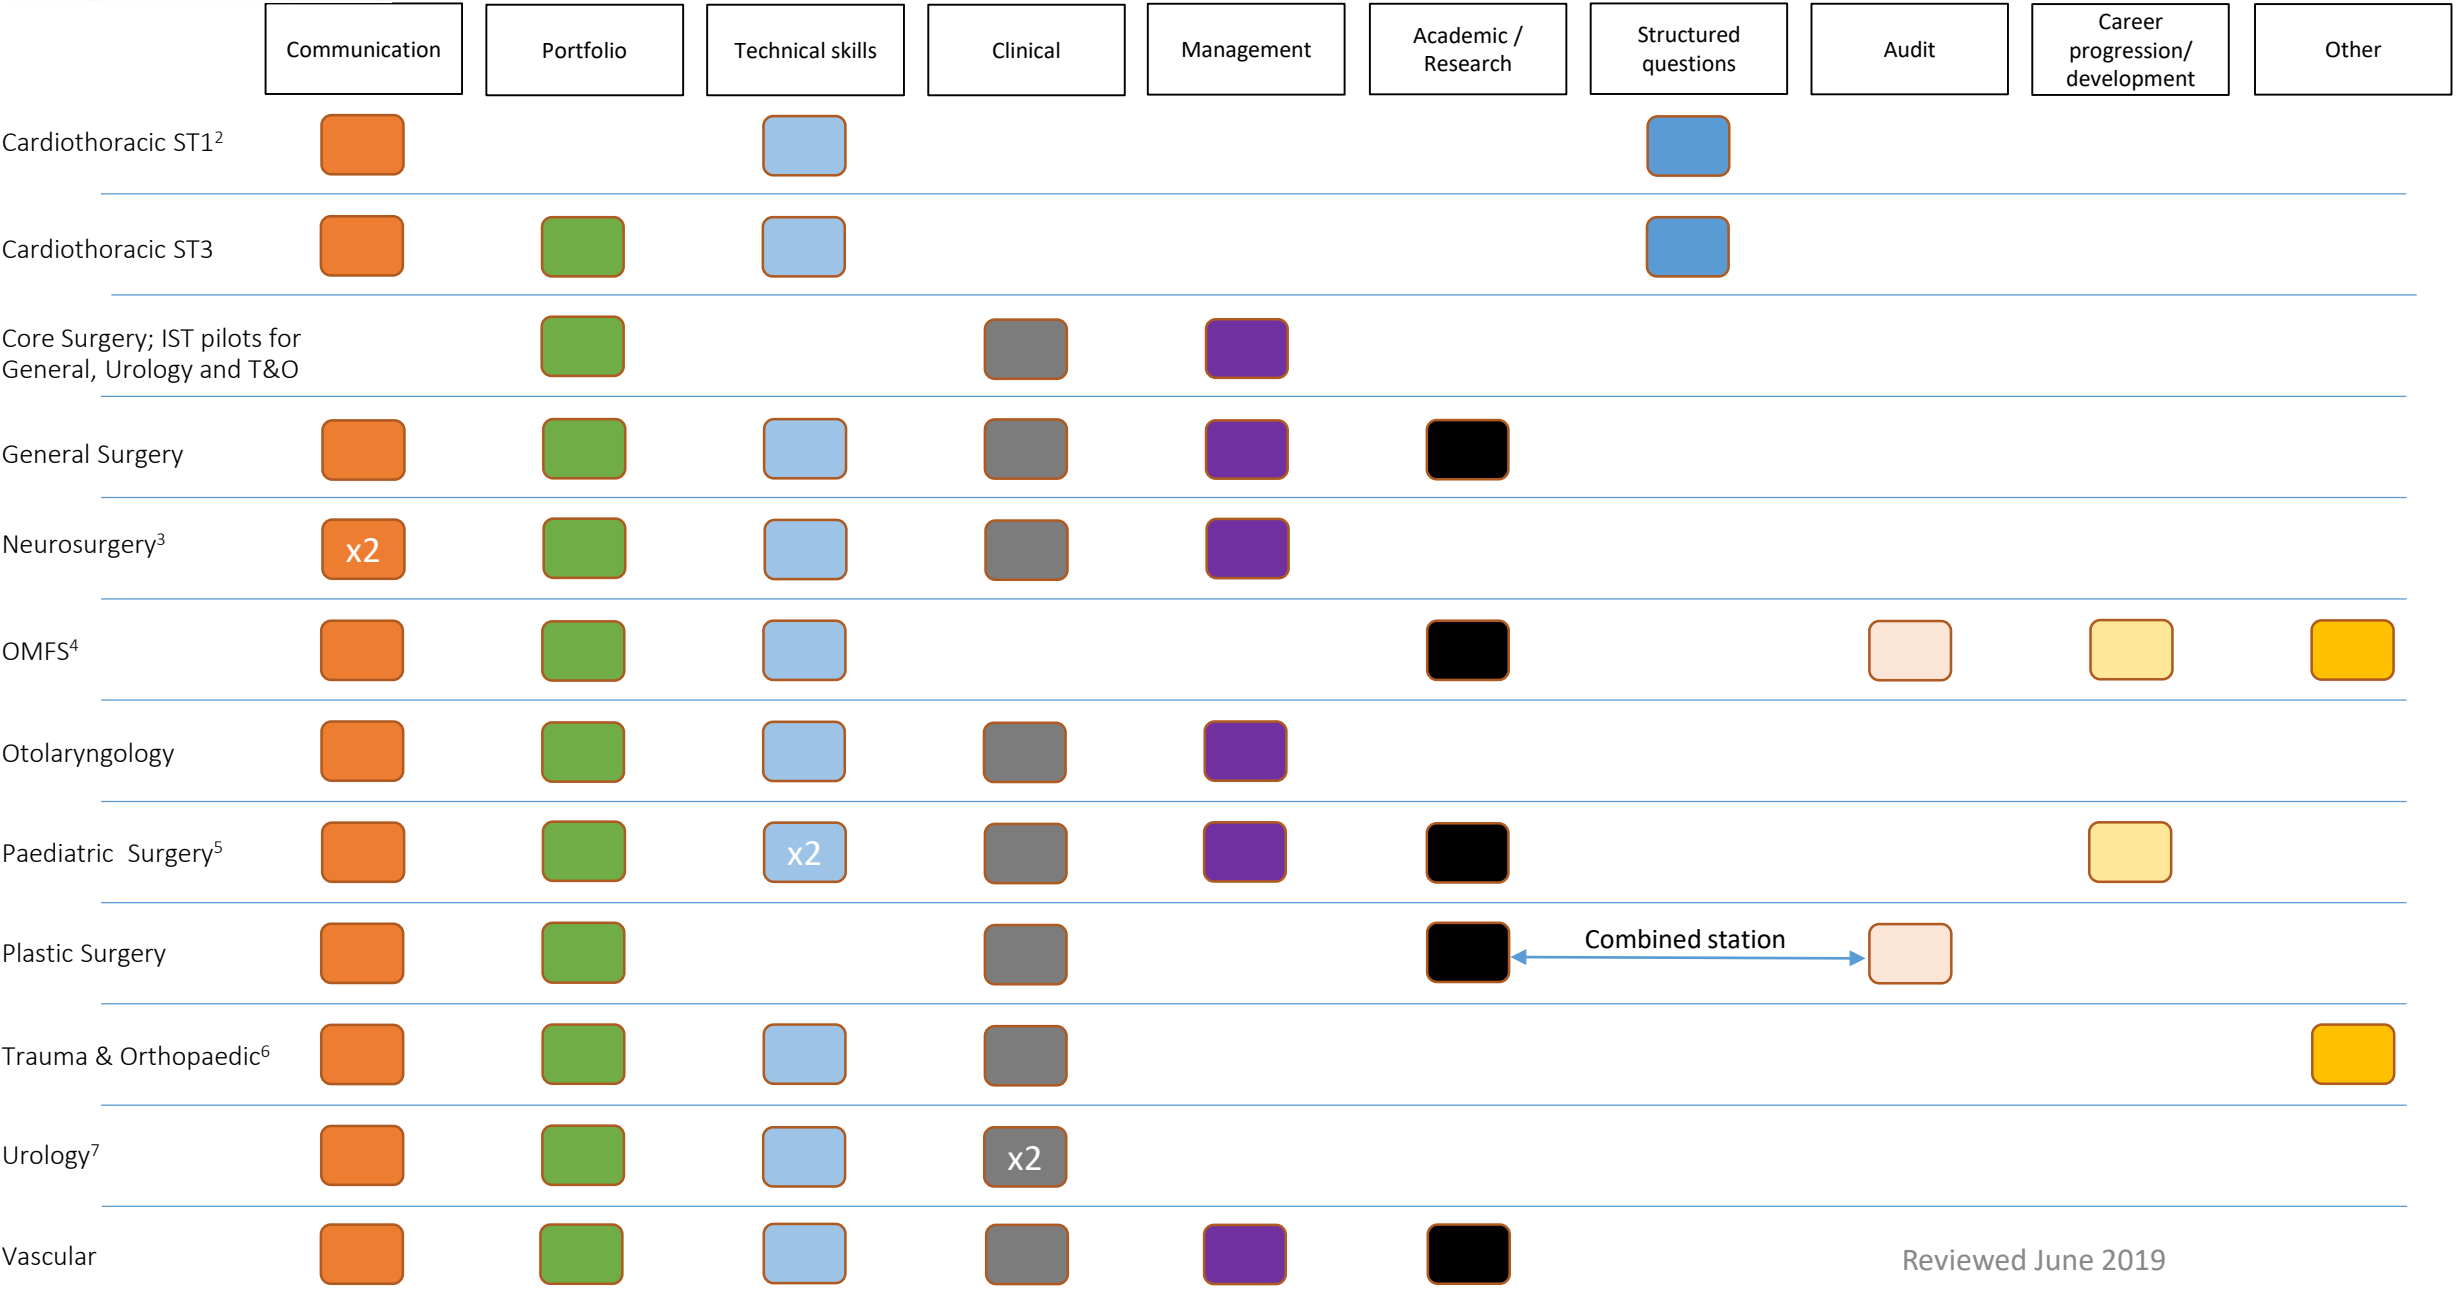 Communication
Portfolio
Technical skills
Clinical
Management
Academic /
Research
Structured
questions
Audit
Career
progression/
development
Other
Cardiothoracic ST1²
Cardiothoracic ST3
Core Surgery; IST pilots for
General, Urology and T&O
General Surgery
Neurosurgery³
x2
OMFS⁴
Otolaryngology
Paediatric  Surgery⁵
x2
Plastic Surgery
Combined station
Trauma & Orthopaedic⁶
Urology⁷
x2
Vascular
Reviewed June 2019